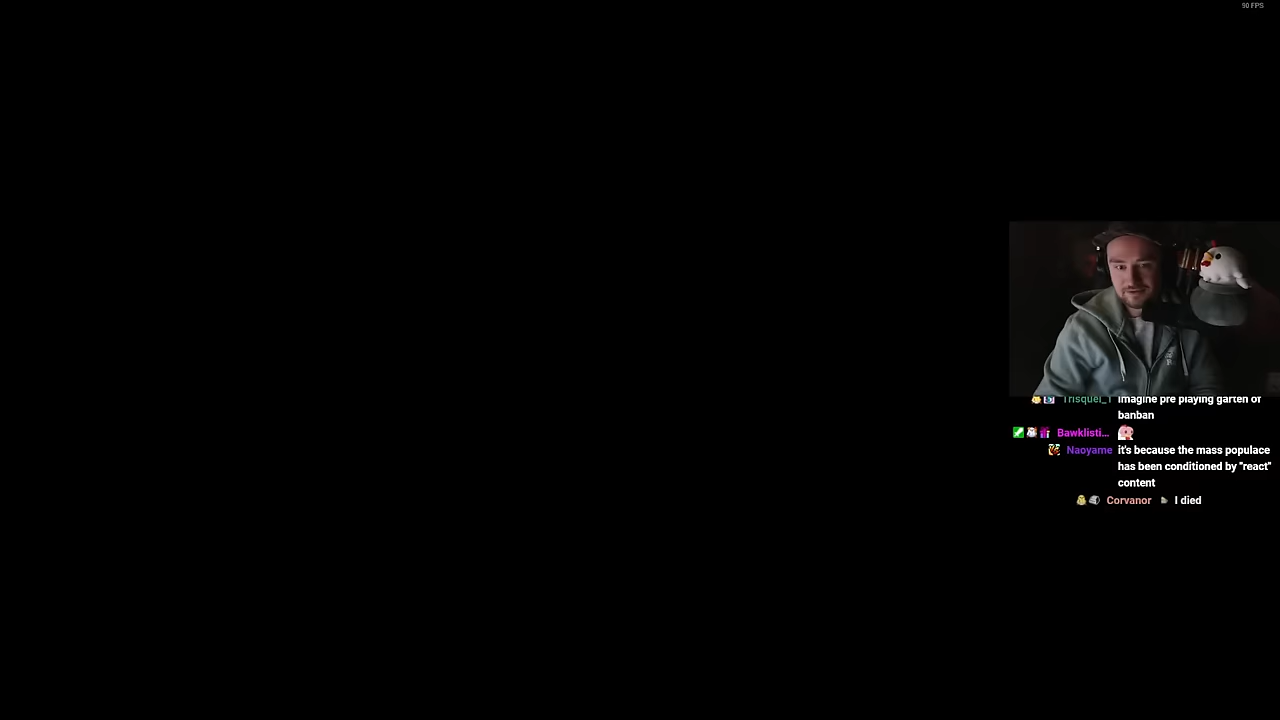 90 FPS
Trisquel_T imagine pre playing garten of
banban
Bawklisti...
Naoyame it's because the mass populace
has been conditioned by "react"
content
Corvanor I died